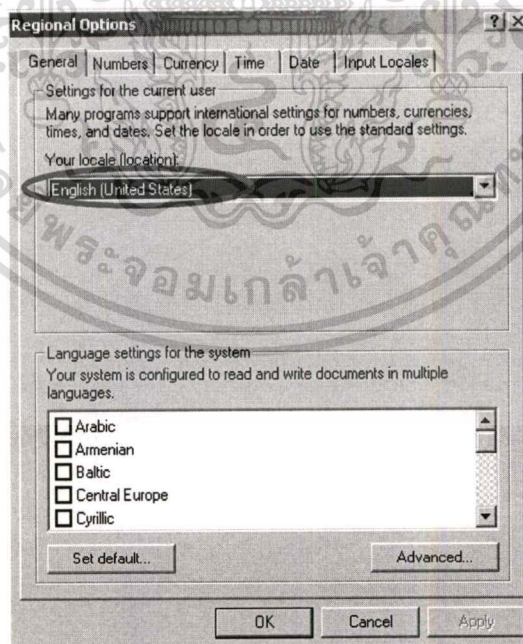 Regional Options
General Numbers Currency Time Date Input Locales
Settings for the current user
Many programs support international settings for numbers, currencies,
times, and dates. Set the locale in order to use the standard settings.
Your locale (location):
English (United States)
พระจอมเกล้าเจ้าคุณ
Language settings for the system
Your system is configured to read and write documents in multiple
languages.
Arabic
Armenian
Baltic
Central Europe
Cyrillic
Set default...
Advanced...
OK Cancel Apply